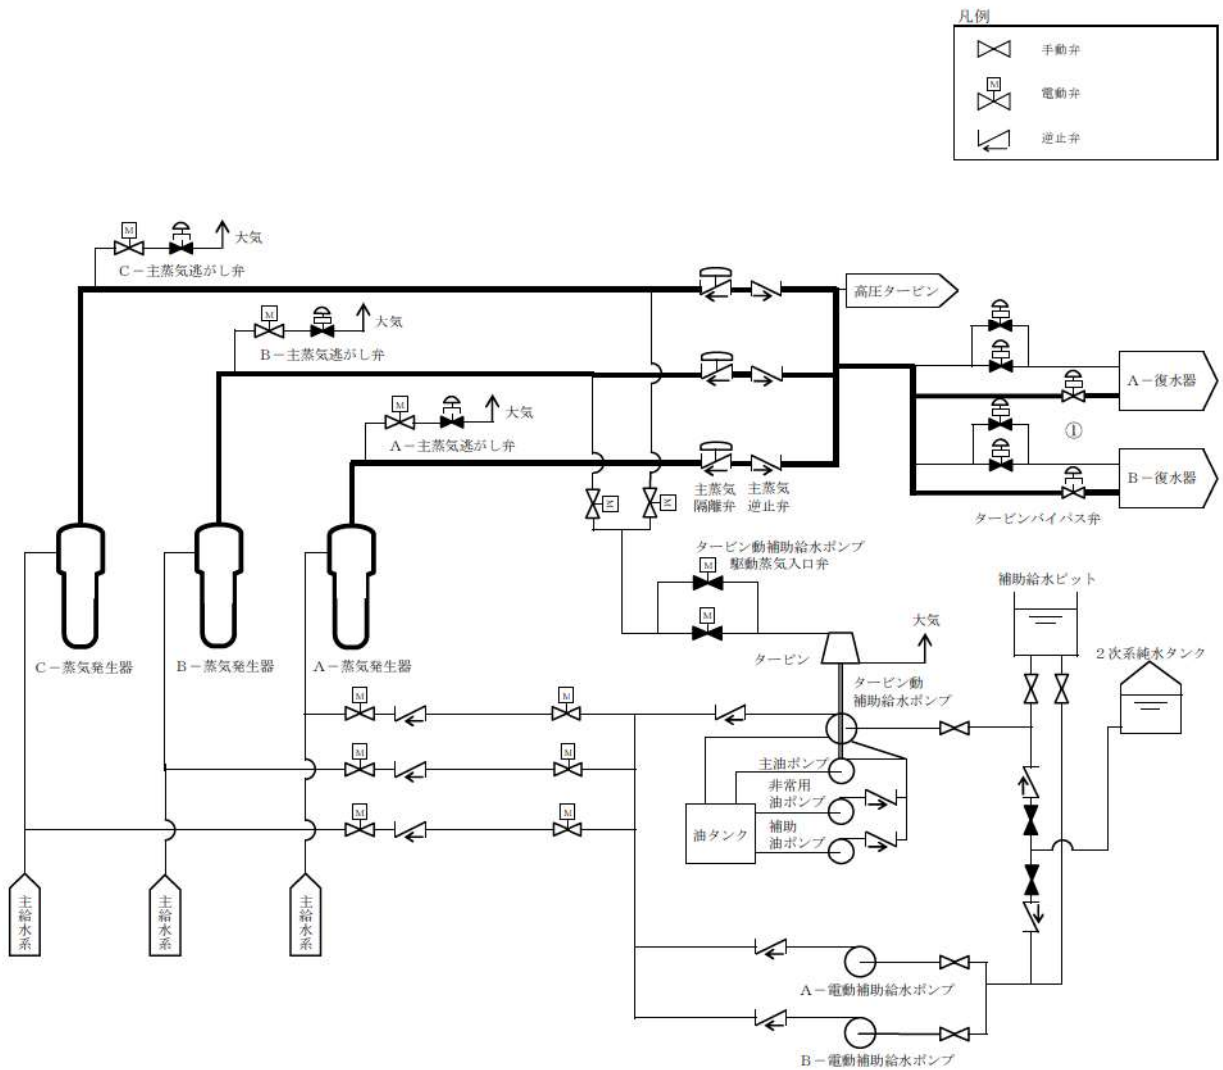 凡例
手動弁
M
電動弁
逆止弁
M
大気
C－主蒸気逃がし弁
M
大気
B－主蒸気逃がし弁
M
大気
A－主蒸気逃がし弁
高圧タービン
A－復水器
①
B－復水器
タービンバイパス弁
主蒸気
隔離弁
主蒸気
逆止弁
M
M
タービン動補助給水ポンプ
駆動蒸気入口弁
M
M
C－蒸気発生器
B－蒸気発生器
A－蒸気発生器
タービン
大気
補助給水ピット
2次系純水タンク
タービン動
補助給水ポンプ
M
M
M
M
M
M
主油ポンプ
非常用
油ポンプ
補助
油ポンプ
油タンク
主給水系
主給水系
主給水系
A－電動補助給水ポンプ
B－電動補助給水ポンプ